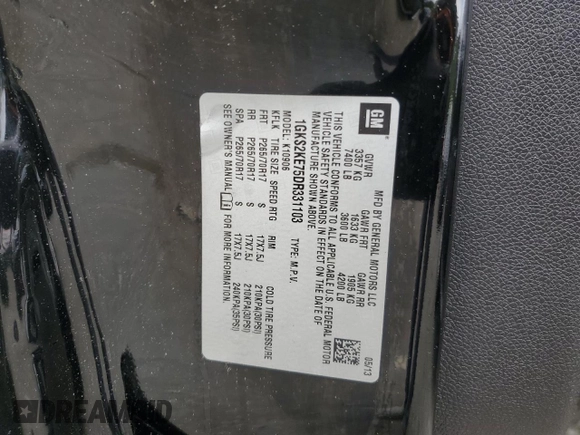 GM
MFD BY GENERAL MOTORS LLC
GVWR GAWR FRT GAWR RR
3357 KG 1633 KG 1905 KG
7400 LB 3600 LB 4200 LB
05/13
THIS VEHICLE CONFORMS TO ALL APPLICABLE U.S. FEDERAL MOTOR
VEHICLE SAFETY STANDARDS IN EFFECT ON THE DATE OF
MANUFACTURE SHOWN ABOVE.
1GKS2KE75DR331103 TYPE: M.P.V.
MODEL: K10906
KFLK TIRE SIZE SPEED RTG RIM COLD TIRE PRESSURE
FRT P265/70R17 S 17X7.5J 210KPA(30PSI)
RR P265/70R17 S 17X7.5J 210KPA(30PSI)
SPA P265/70R17 S 17X7.5J 240KPA(35PSI)
SEE OWNER'S MANUAL FOR MORE INFORMATION.
DREAMBID